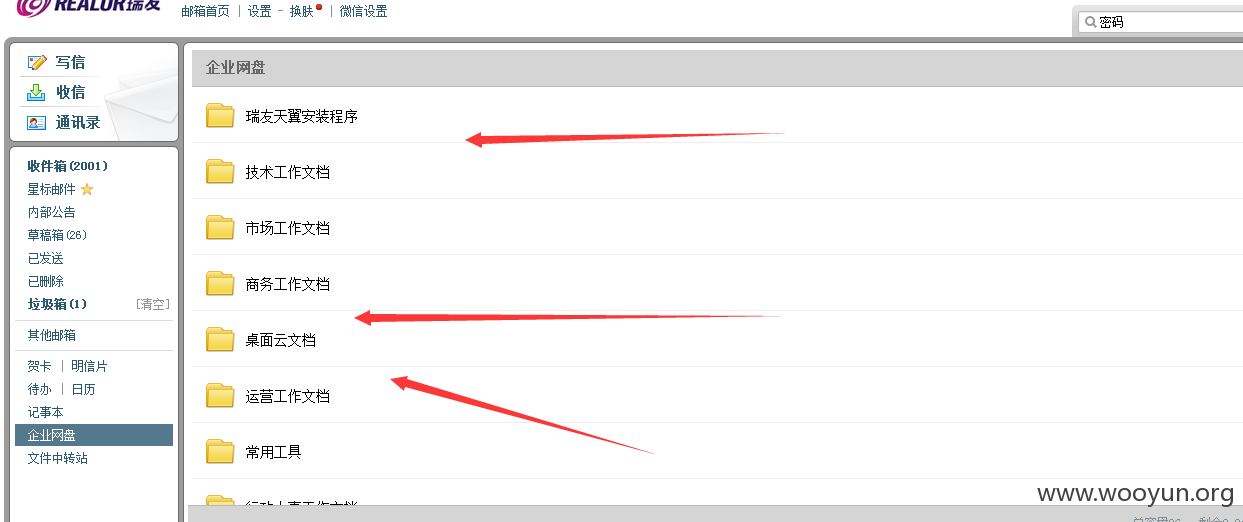 REALOR瑞友
邮箱首页 | 设置 - 换肤 | 微信设置
密码
写信
收信
通讯录
收件箱(2001)
星标邮件
内部公告
草稿箱(26)
已发送
已删除
垃圾箱(1) [清空]
其他邮箱
贺卡 | 明信片
待办 | 日历
记事本
企业网盘
文件中转站
企业网盘
瑞友天翼安装程序
技术工作文档
市场工作文档
商务工作文档
桌面云文档
运营工作文档
常用工具
www.wooyun.org